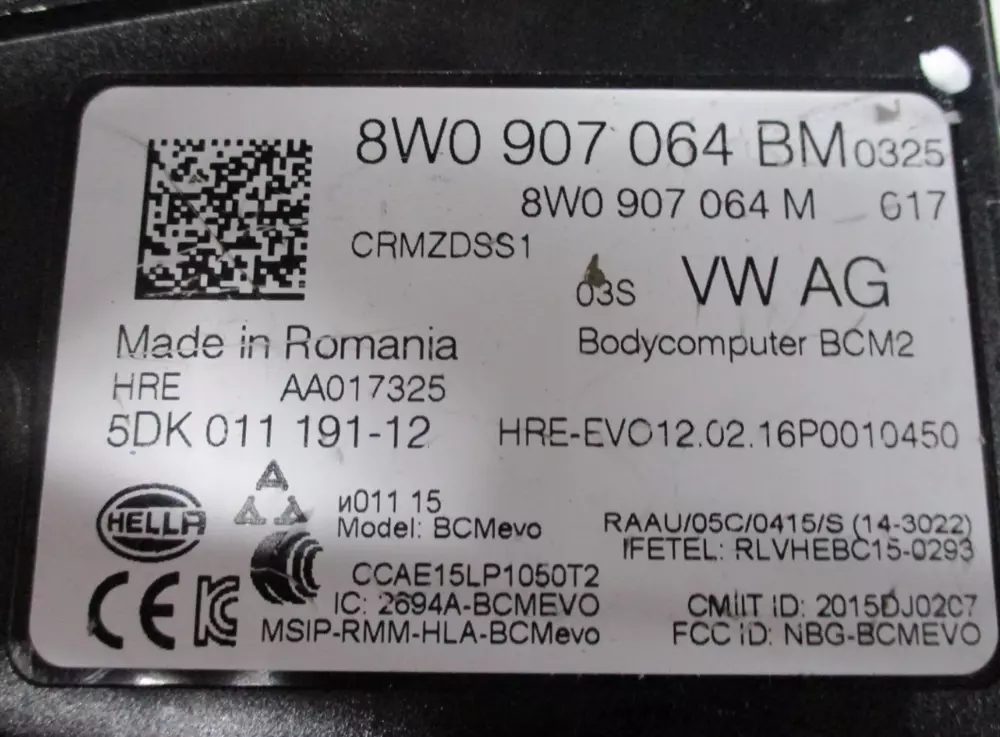 8W0 907 064 BM 0325
8W0 907 064 M 617
CRMZDSS1
03S VW AG
Made in Romania
Bodycomputer BCM2
HRE AA017325
5DK 011 191-12
HRE-EVO12.02.16P0010450
HELLA
и011 15
Model: BCMevo
RAAU/05C/0415/S (14-3022)
IFETEL: RLVHEBC15-0293
CCAE15LP1050T2
CE
IC: 2694A-BCMEVO
CMIIT ID: 2015DJ0207
MSIP-RMM-HLA-BCMevo
FCC ID: NBG-BCMEVO